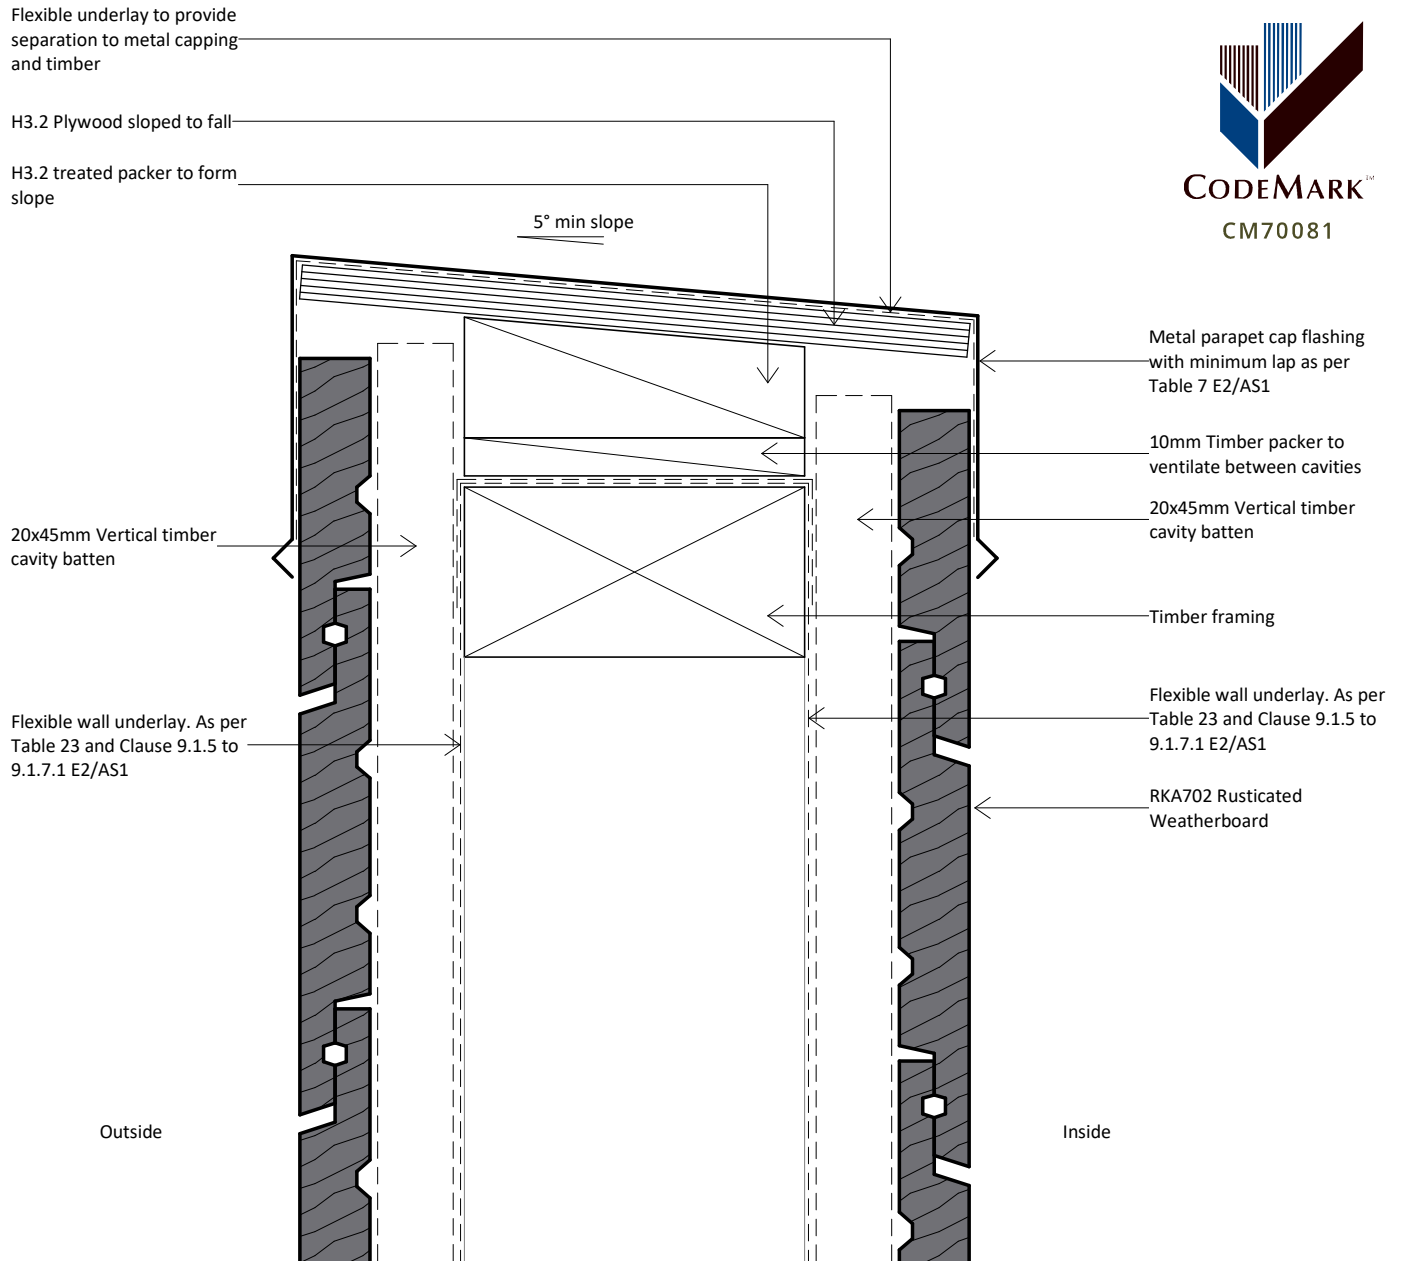 Flexible underlay to provide
separation to metal capping
and timber
H3.2 Plywood sloped to fall
H3.2 treated packer to form
slope
5° min slope
CODEMARK™
CM70081
Metal parapet cap flashing
with minimum lap as per
Table 7 E2/AS1
10mm Timber packer to
ventilate between cavities
20x45mm Vertical timber
cavity batten
20x45mm Vertical timber
cavity batten
Timber framing
Flexible wall underlay. As per
Table 23 and Clause 9.1.5 to
9.1.7.1 E2/AS1
Flexible wall underlay. As per
Table 23 and Clause 9.1.5 to
9.1.7.1 E2/AS1
RKA702 Rusticated
Weatherboard
Outside
Inside